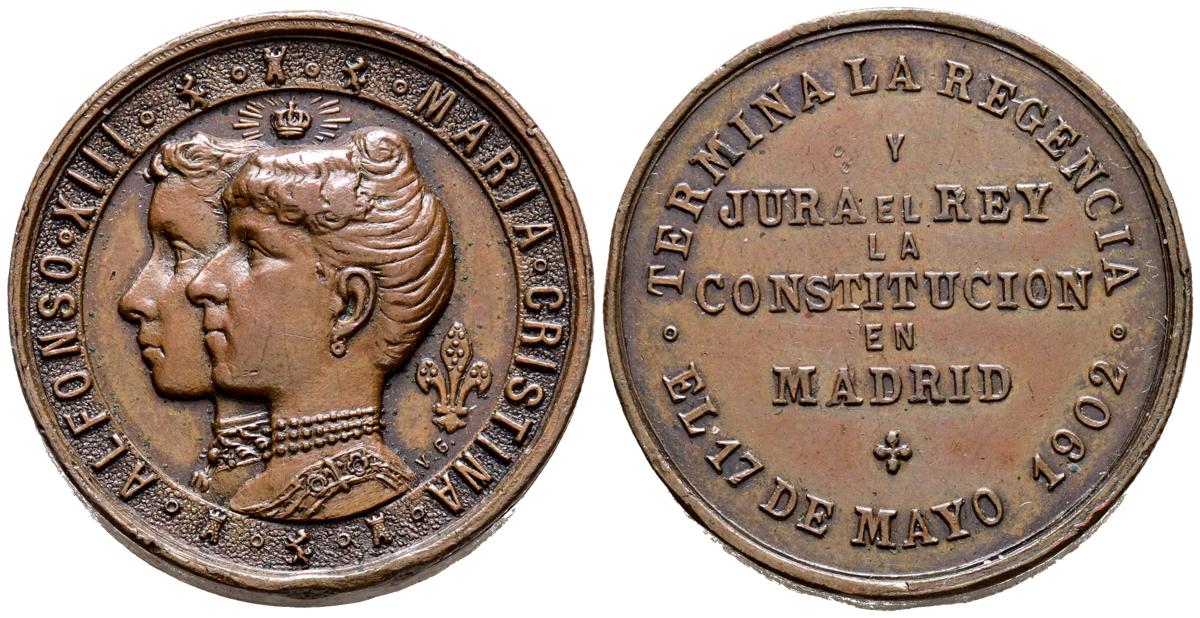 ALFONSO·XIII
MARIA·CRISTINA
V. G.
TERMINA LA REGENCIA
Y
JURA EL REY
LA
CONSTITUCION
EN
MADRID
EL 17 DE MAYO 1902